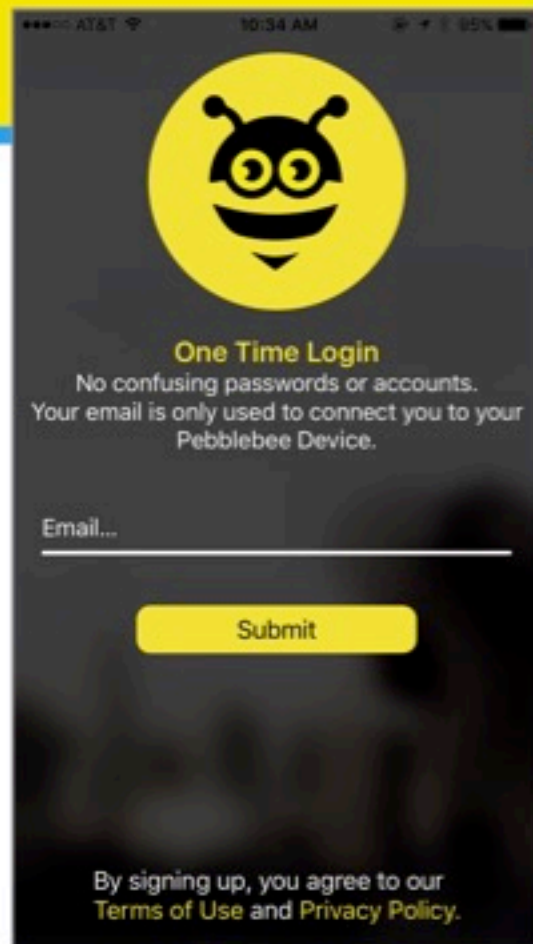 AT&T 10:34 AM 85%
One Time Login
No confusing passwords or accounts.
Your email is only used to connect you to your
Pebblebee Device.
Email...
Submit
By signing up, you agree to our
Terms of Use and Privacy Policy.